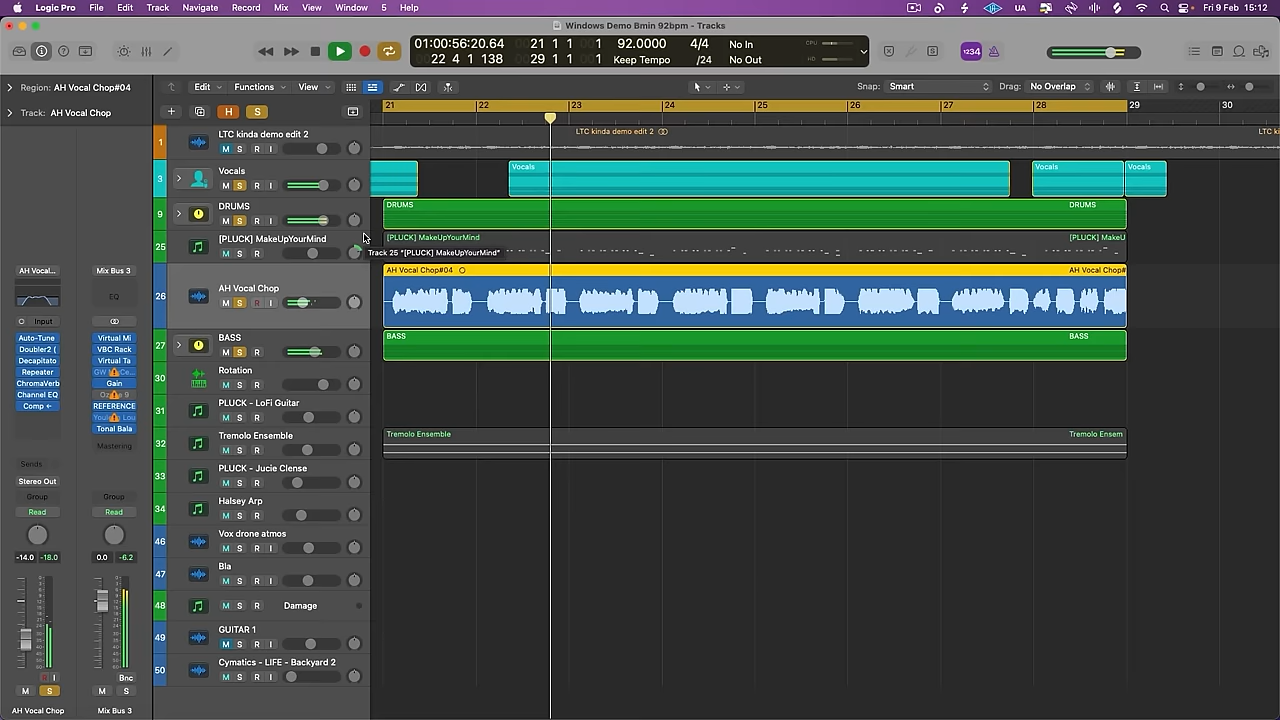 Logic Pro File Edit Track Navigate Record Mix View Window 5 Help UA Fri 9 Feb 15:12
Windows Demo Bmin 92bpm - Tracks
01:00:56:20.64 21 1 1 1 92.0000 4/4 No In CPU
22 4 1 138 29 1 1 1 Keep Tempo /24 No Out HD
1234
Region: AH Vocal Chop#04 Edit Functions View Snap: Smart Drag: No Overlap
Track: AH Vocal Chop H S 21 22 23 24 25 26 27 28 29 30
1 LTC kinda demo edit 2 M S R I LTC kinda demo edit 2 LTC ki
3 Vocals M S R I Vocals Vocals Vocals
9 DRUMS M S R DRUMS DRUMS
25 [PLUCK] MakeUpYourMind M S R [PLUCK] MakeUpYourMind [PLUCK] MakeU
Track 25 "[PLUCK] MakeUpYourMind"
26 AH Vocal Chop M S R I AH Vocal Chop#04 AH Vocal Chop#
27 BASS M S R BASS BASS
30 Rotation M S R
31 PLUCK - LoFi Guitar M S R
32 Tremolo Ensemble M S R Tremolo Ensemble Tremolo Ensem
33 PLUCK - Jucie Clense M S R
34 Halsey Arp M S R
46 Vox drone atmos M S R I
47 Bla M S R I
48 M S R Damage
49 GUITAR 1 M S R I
50 Cymatics - LIFE - Backyard 2 M S R I
AH Vocal... Mix Bus 3
EQ
Input
Auto-Tune Virtual Mi
Doubler2 ( VBC Rack
Decapitato Virtual Ta
Repeater
ChromaVerb Gain
Channel EQ
Comp REFERENCE
Tonal Bala
Mastering
Sends
Stereo Out
Group Group
Read Read
-14.0 -18.0 0.0 -6.2
R I Bnc
M S M S
AH Vocal Chop Mix Bus 3